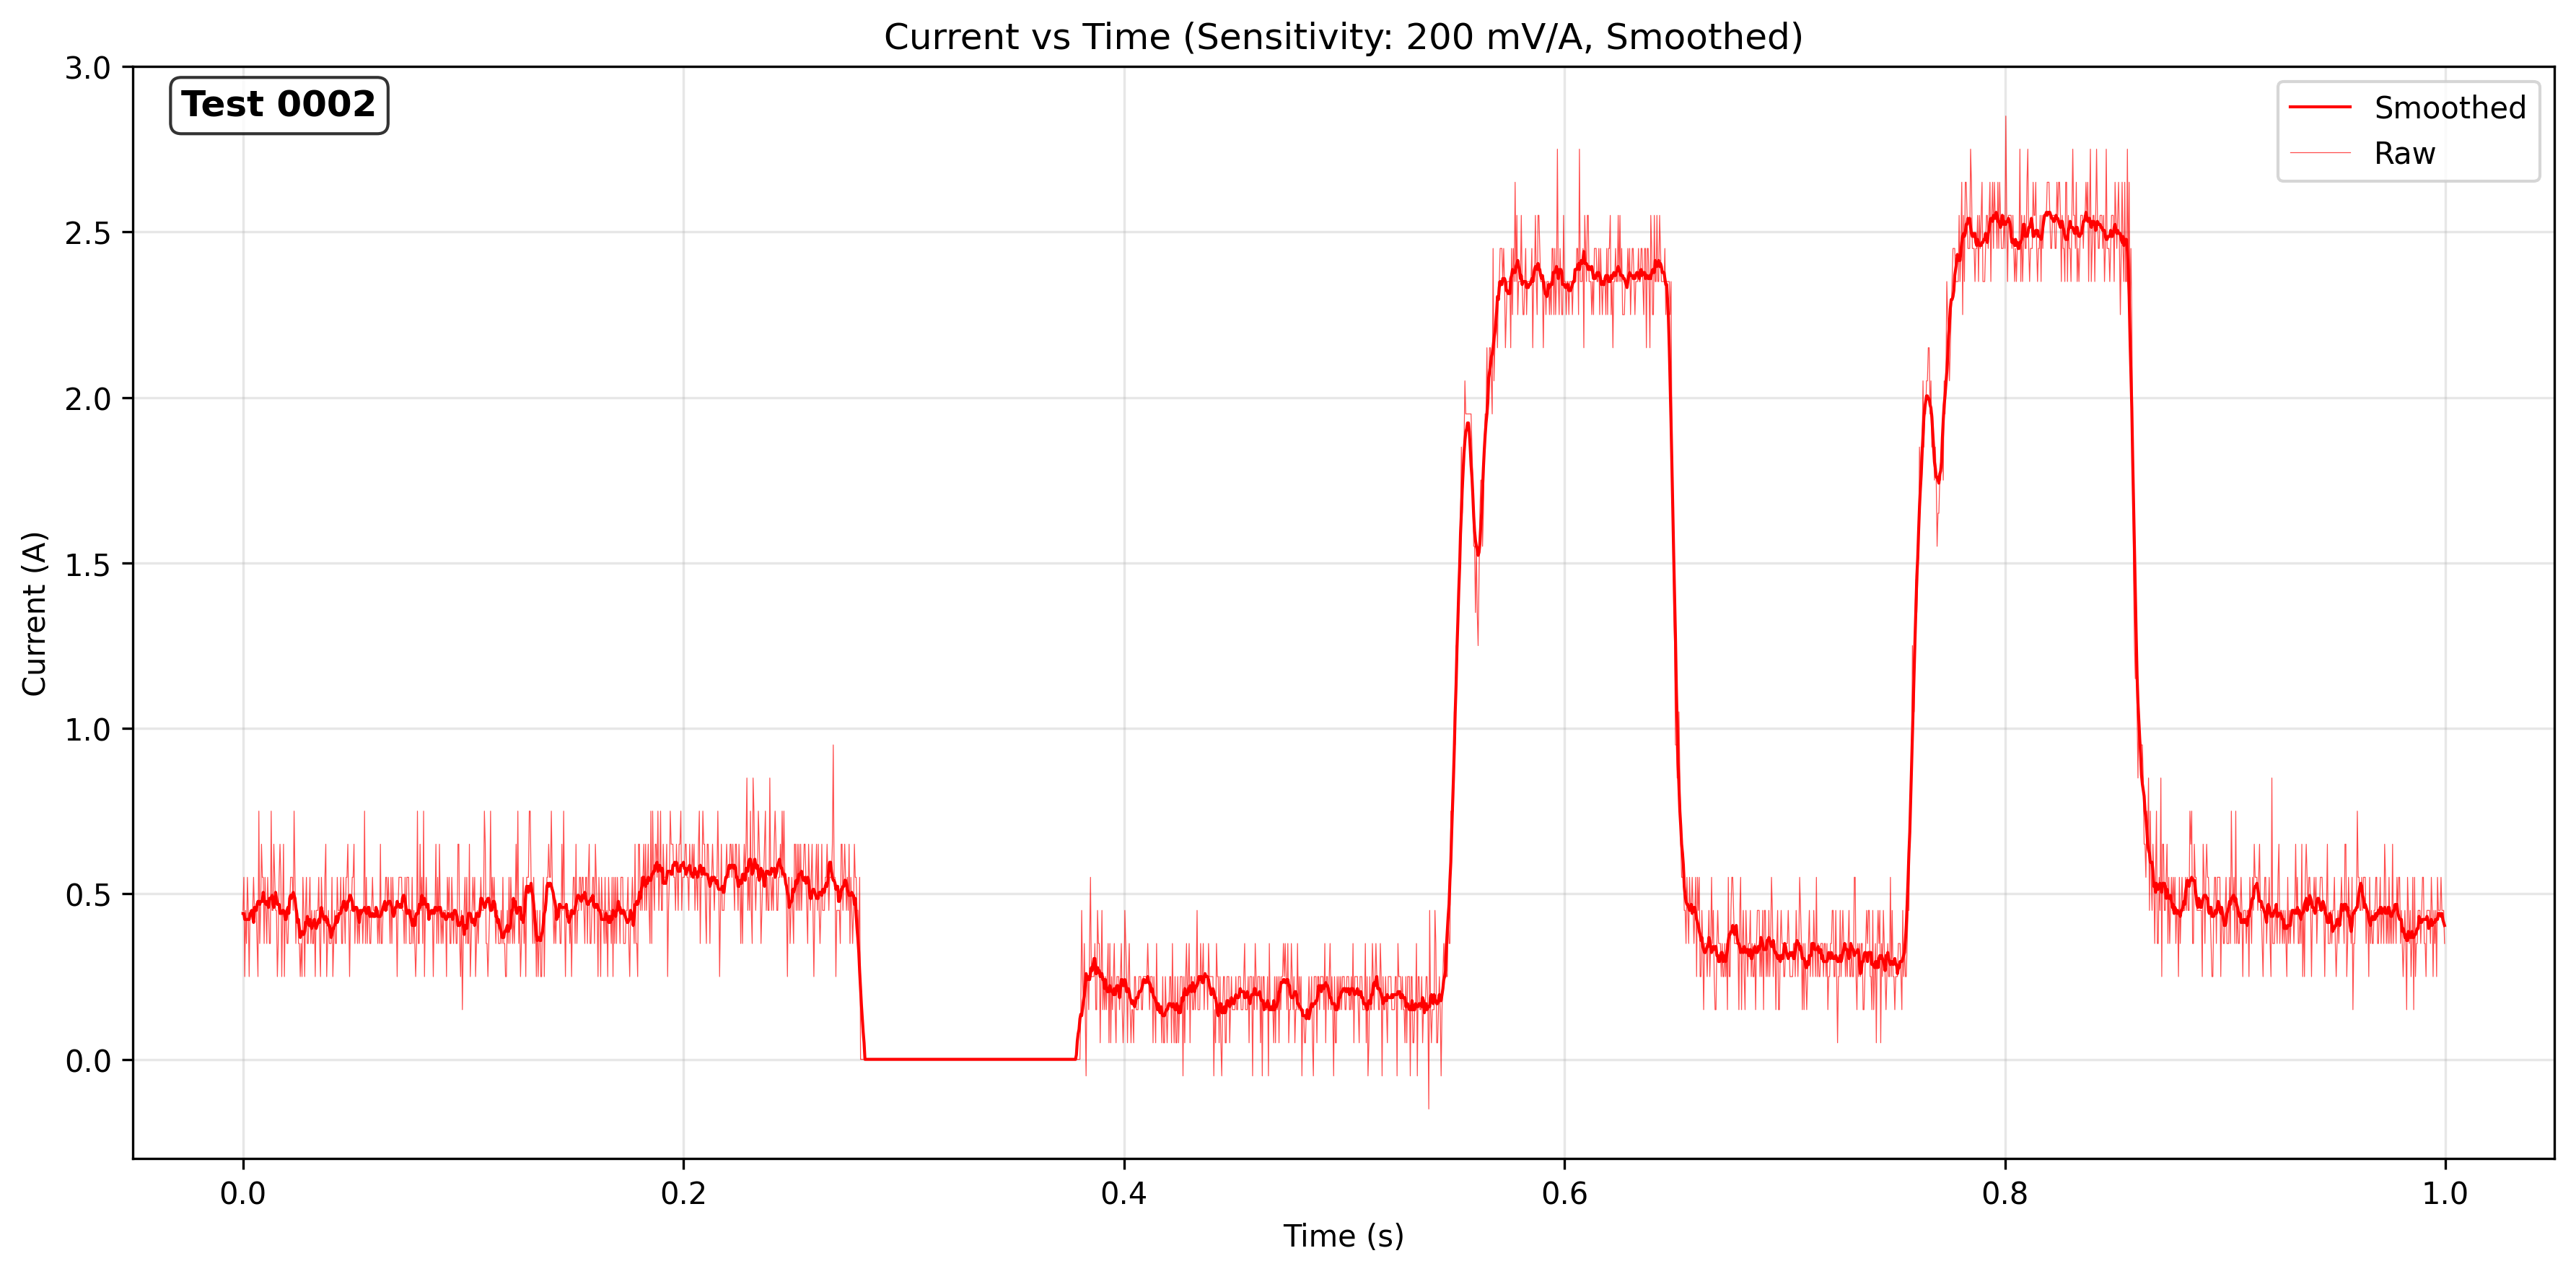 Current vs Time (Sensitivity: 200 mV/A, Smoothed)
Test 0002
Smoothed
Raw
Current (A)
3.0
2.5
2.0
1.5
1.0
0.5
0.0
0.0 0.2 0.4 0.6 0.8 1.0
Time (s)